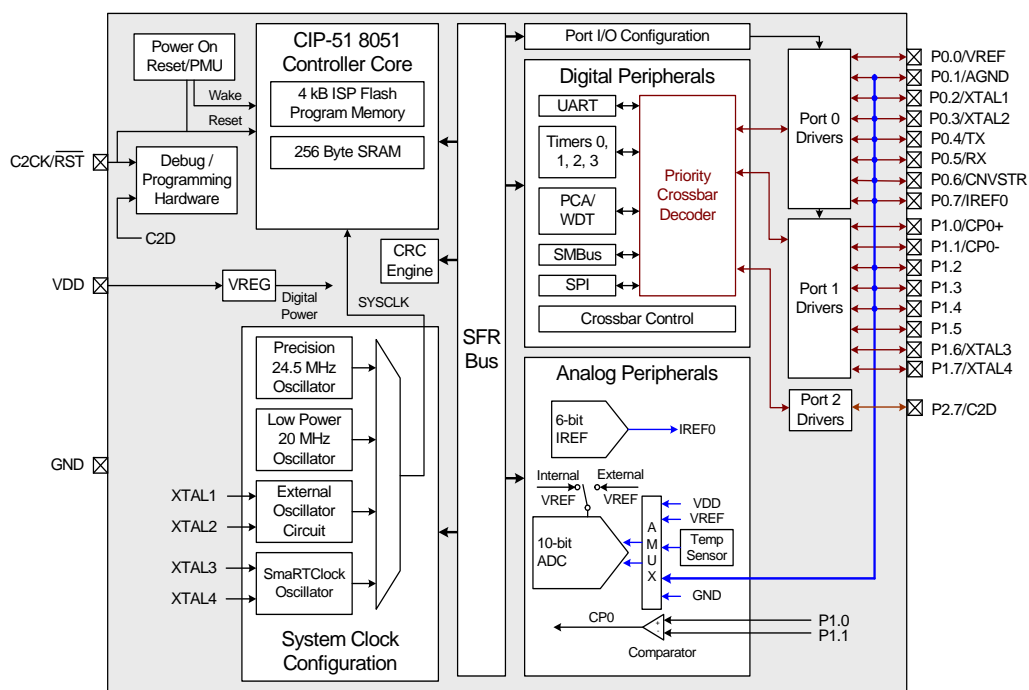 Power On
Reset/PMU
Wake
Reset
C2CK/RST
Debug /
Programming
Hardware
C2D
VDD
VREG
Digital
Power
GND
CIP-51 8051
Controller Core
4 kB ISP Flash
Program Memory
256 Byte SRAM
CRC
Engine
SYSCLK
Precision
24.5 MHz
Oscillator
Low Power
20 MHz
Oscillator
XTAL1
XTAL2
External
Oscillator
Circuit
XTAL3
XTAL4
SmaRTClock
Oscillator
System Clock
Configuration
SFR
Bus
Port I/O Configuration
Digital Peripherals
UART
Timers 0,
1, 2, 3
PCA/
WDT
SMBus
SPI
Priority
Crossbar
Decoder
Crossbar Control
Analog Peripherals
6-bit
IREF
IREF0
Internal
External
VREF
VREF
10-bit
ADC
A
M
U
X
VDD
VREF
Temp
Sensor
GND
CP0
+
-
Comparator
P1.0
P1.1
Port 0
Drivers
Port 1
Drivers
Port 2
Drivers
P0.0/VREF
P0.1/AGND
P0.2/XTAL1
P0.3/XTAL2
P0.4/TX
P0.5/RX
P0.6/CNVSTR
P0.7/IREF0
P1.0/CP0+
P1.1/CP0-
P1.2
P1.3
P1.4
P1.5
P1.6/XTAL3
P1.7/XTAL4
P2.7/C2D